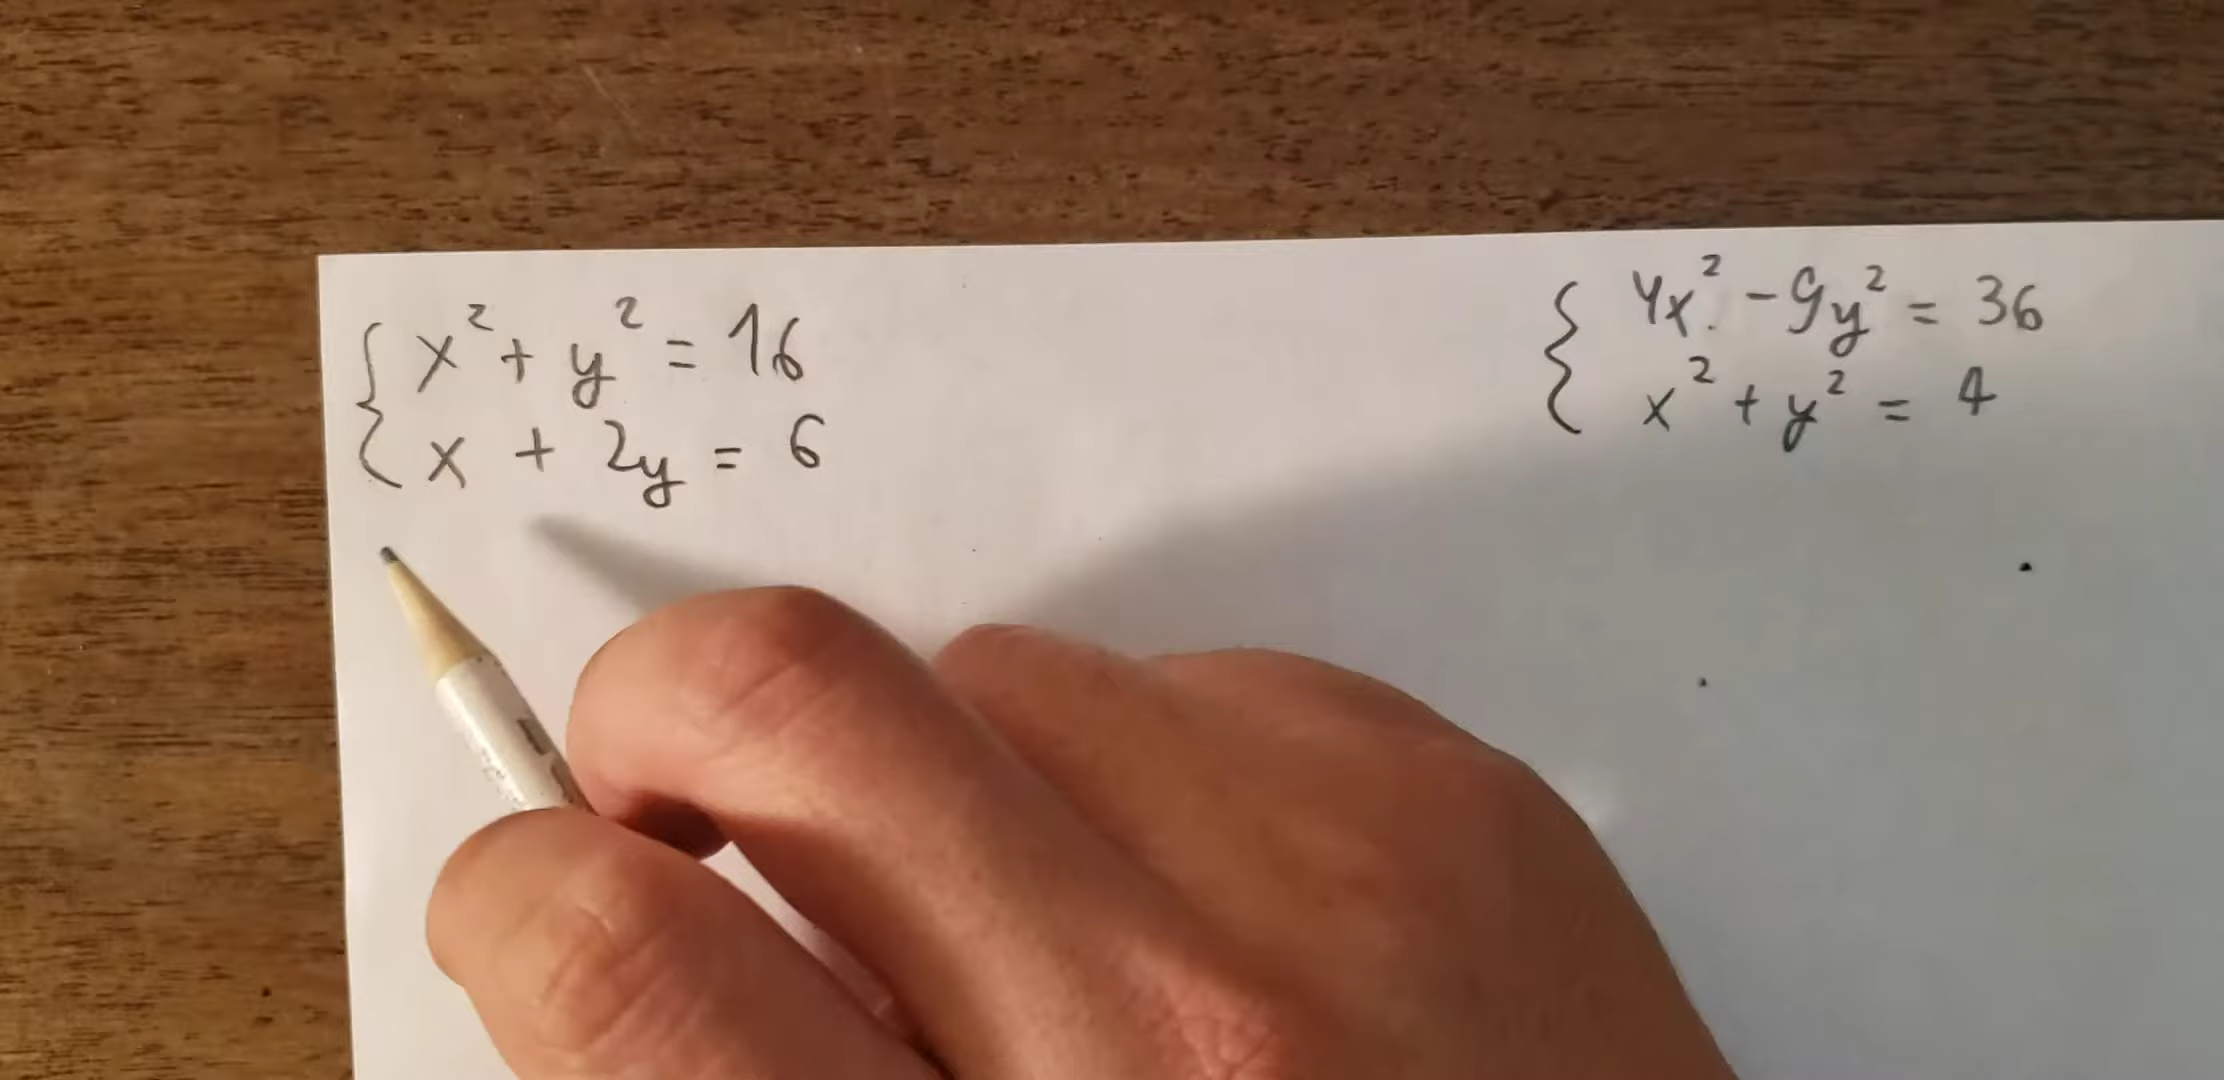 x² + y² = 16
x + 2y = 6
4x² - 9y² = 36
x² + y² = 4